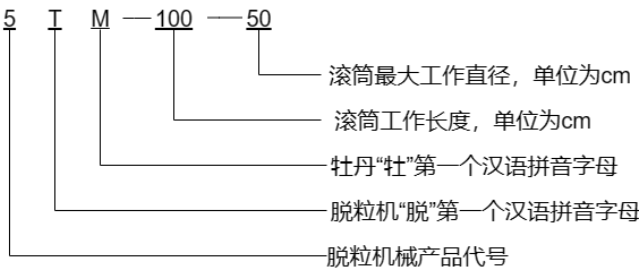 5 T M — 100 — 50
滚筒最大工作直径，单位为cm
滚筒工作长度，单位为cm
牡丹“牡”第一个汉语拼音字母
脱粒机“脱”第一个汉语拼音字母
脱粒机械产品代号